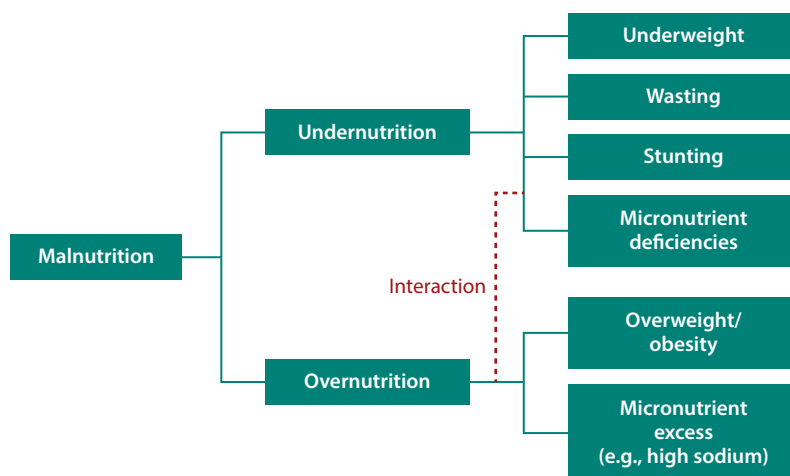 Underweight
Wasting
Undernutrition
Stunting
Micronutrient
deficiencies
Malnutrition
Interaction
Overweight/
obesity
Overnutrition
Micronutrient
excess
(e.g., high sodium)